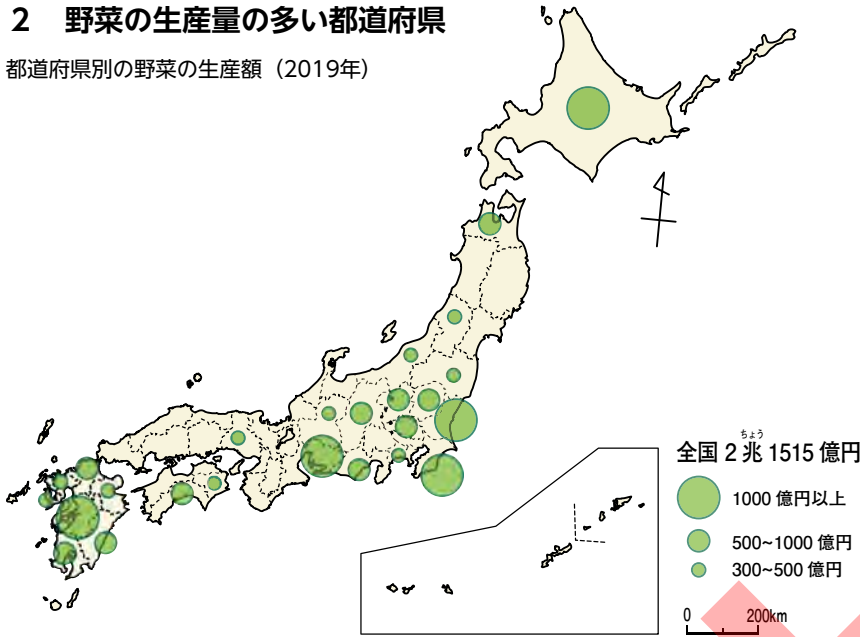 2 野菜の生産量の多い都道府県
都道府県別の野菜の生産額（2019年）
ちょう
全国 2 兆 1515 億円
1000 億円以上
500~1000 億円
300~500 億円
0 200km